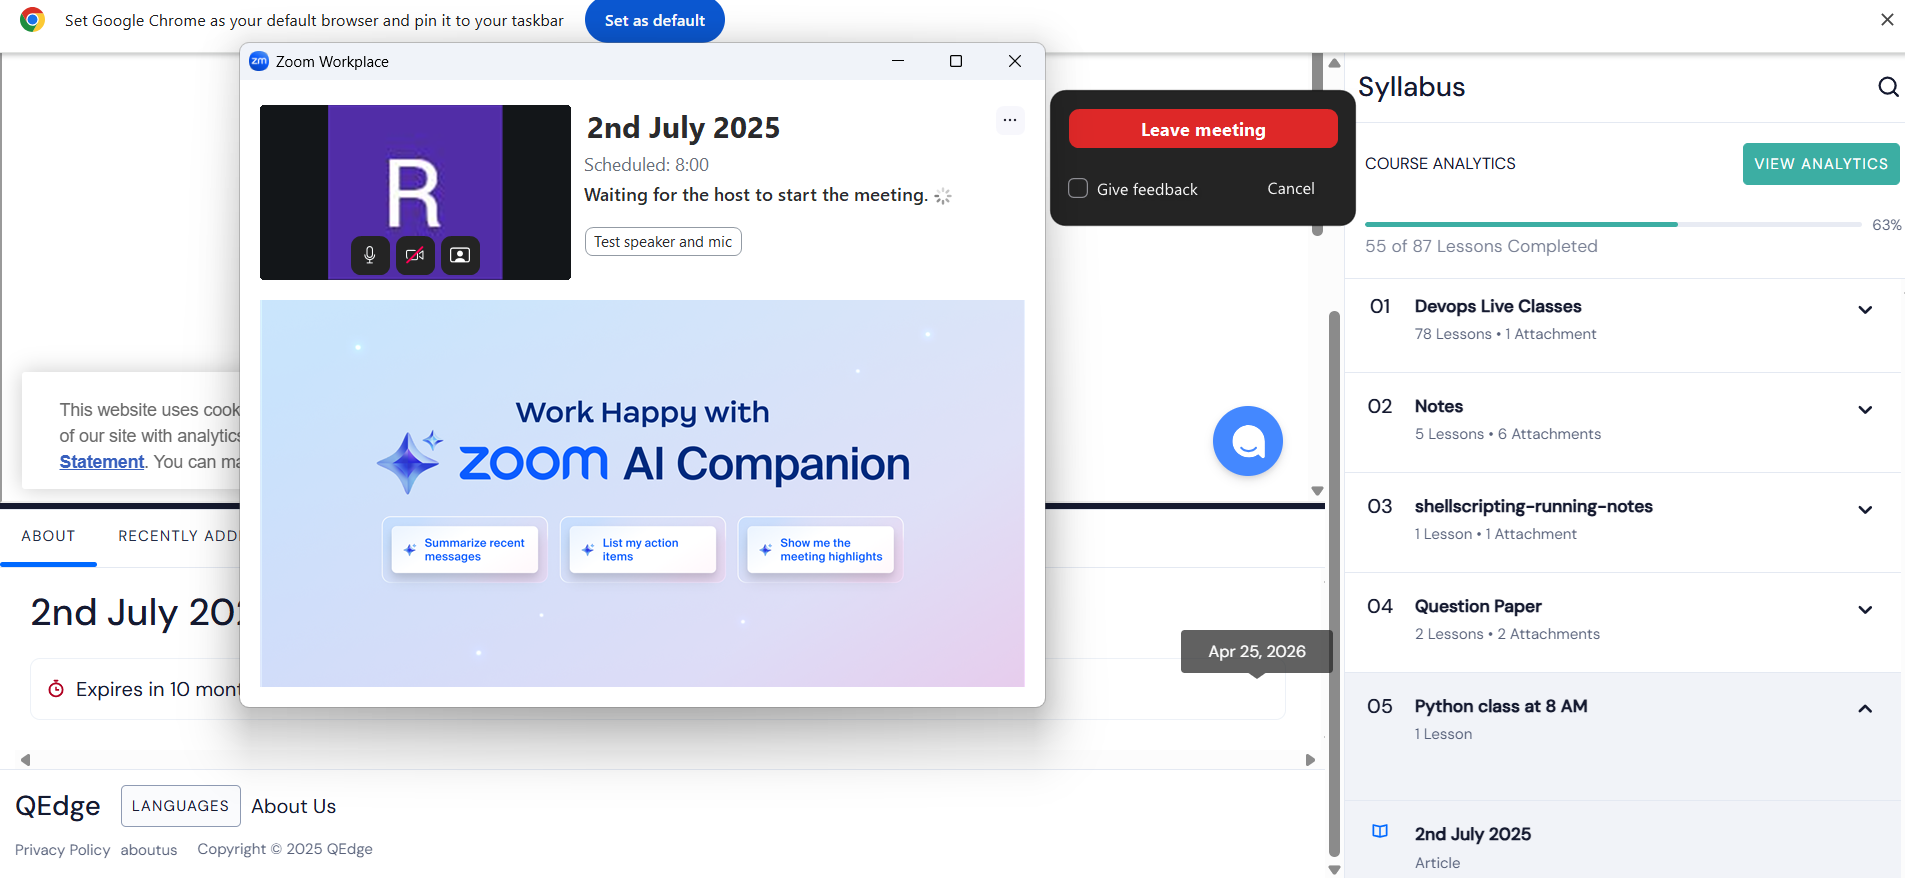 Set Google Chrome as your default browser and pin it to your taskbar
Set as default
zm Zoom Workplace
R
2nd July 2025
Scheduled: 8:00
Waiting for the host to start the meeting.
Test speaker and mic
Leave meeting
Give feedback
Cancel
Work Happy with
zoom AI Companion
Summarize recent
messages
List my action
items
Show me the
meeting highlights
This website uses cook
of our site with analytics
Statement. You can ma
ABOUT
RECENTLY ADD
2nd July 202
Expires in 10 mont
Apr 25, 2026
QEdge
LANGUAGES
About Us
Privacy Policy
aboutus
Copyright © 2025 QEdge
Syllabus
COURSE ANALYTICS
VIEW ANALYTICS
63%
55 of 87 Lessons Completed
01 Devops Live Classes
78 Lessons • 1 Attachment
02 Notes
5 Lessons • 6 Attachments
03 shellscripting-running-notes
1 Lesson • 1 Attachment
04 Question Paper
2 Lessons • 2 Attachments
05 Python class at 8 AM
1 Lesson
2nd July 2025
Article